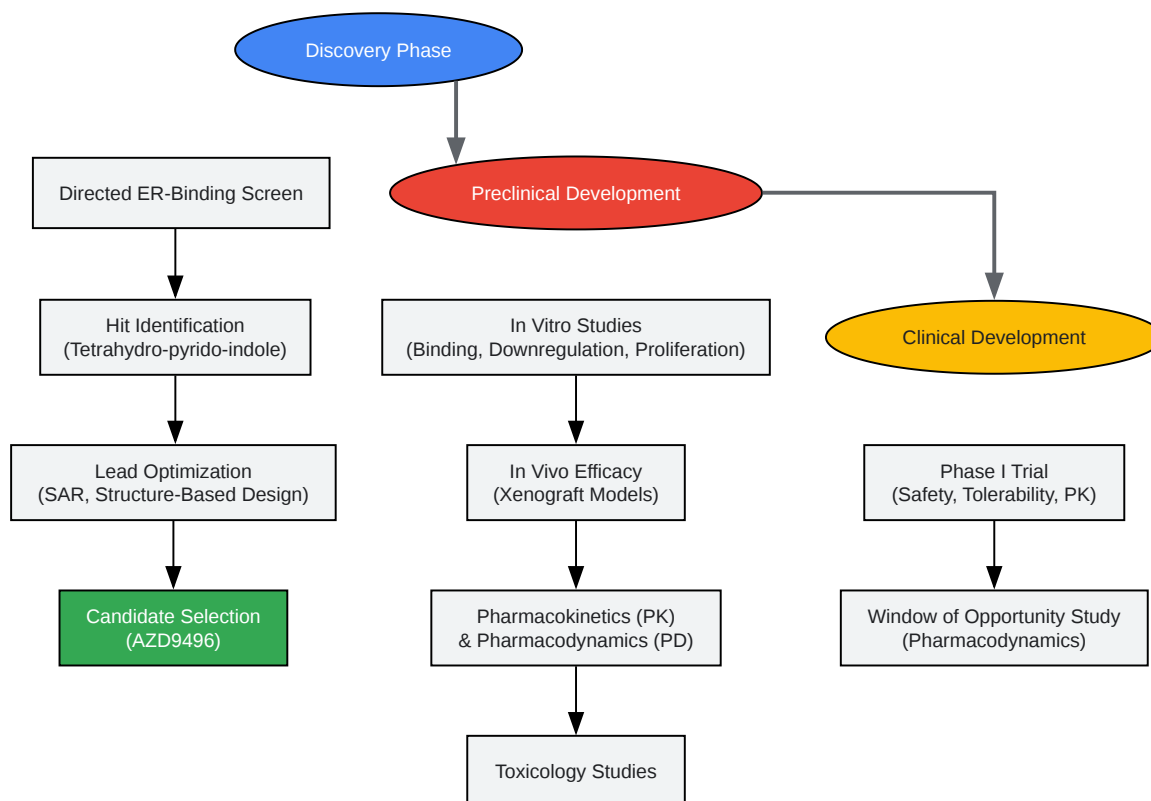 Discovery Phase
Directed ER-Binding Screen
Preclinical Development
Hit Identification
(Tetrahydro-pyrido-indole)
In Vitro Studies
(Binding, Downregulation, Proliferation)
Clinical Development
Lead Optimization
(SAR, Structure-Based Design)
In Vivo Efficacy
(Xenograft Models)
Phase I Trial
(Safety, Tolerability, PK)
Candidate Selection
(AZD9496)
Pharmacokinetics (PK)
& Pharmacodynamics (PD)
Window of Opportunity Study
(Pharmacodynamics)
Toxicology Studies